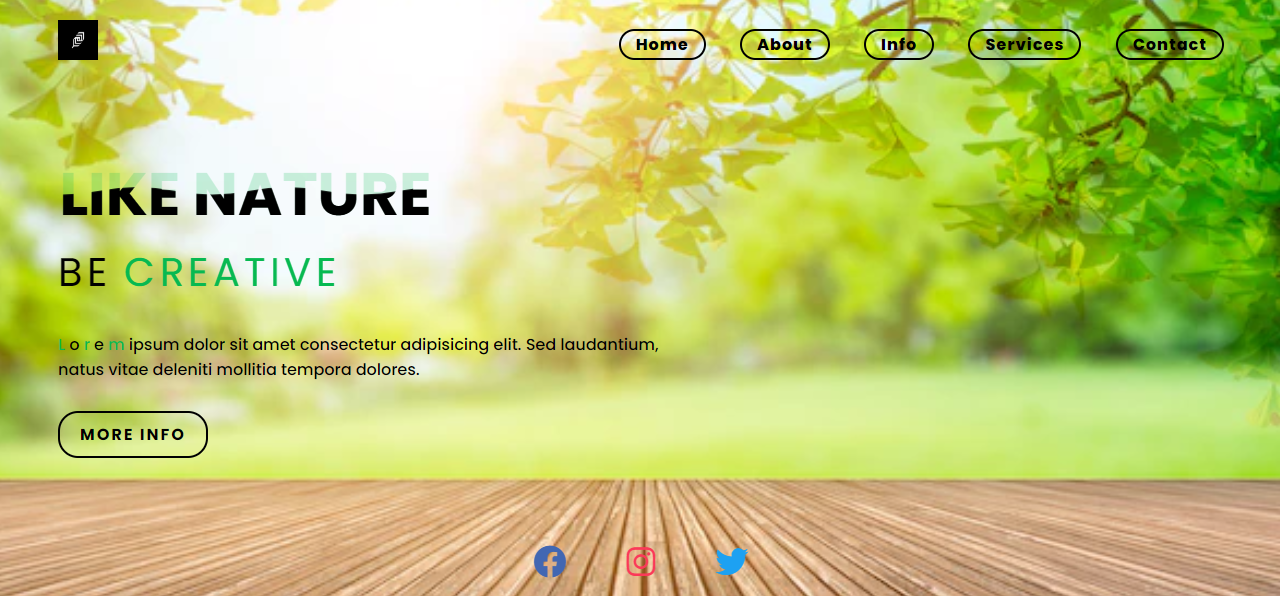 Home About Info Services Contact
LIKE NATURE
BE CREATIVE
L o r e m ipsum dolor sit amet consectetur adipisicing elit. Sed laudantium,
natus vitae deleniti mollitia tempora dolores.
MORE INFO